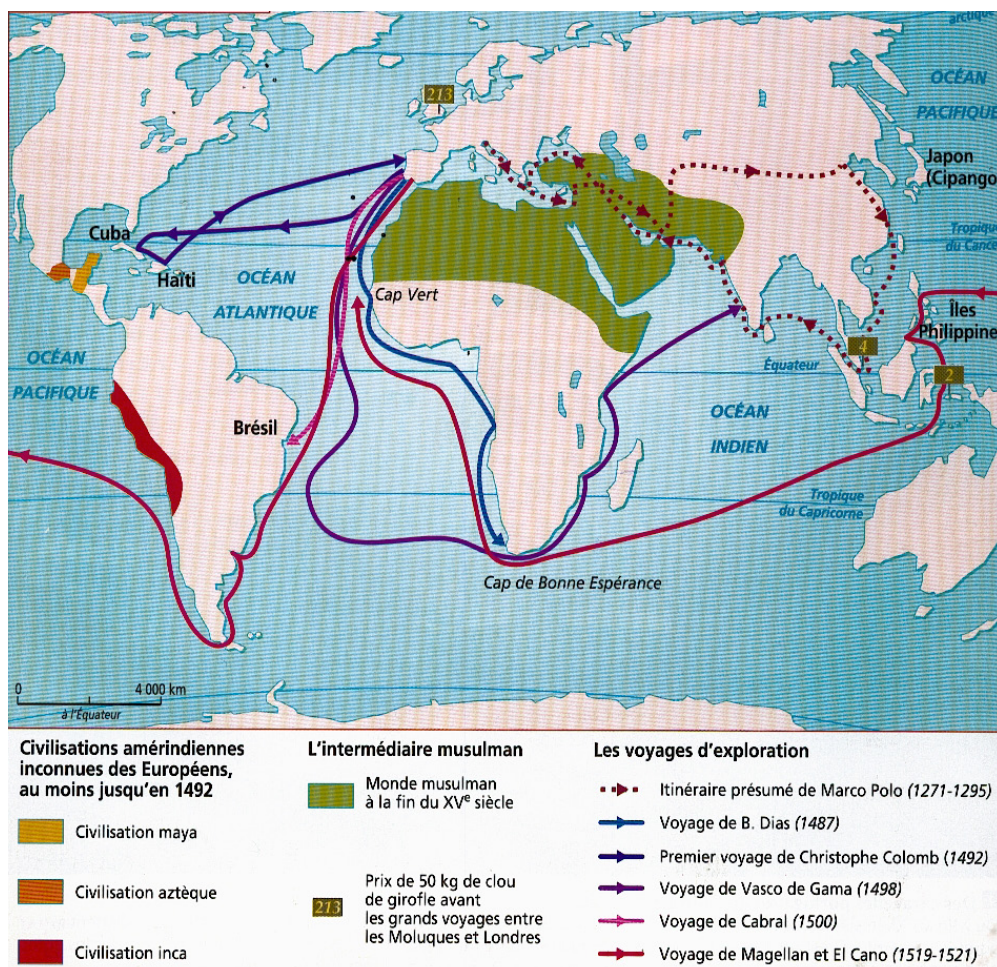 arctique
213
OCÉAN
PACIFIQUE
Japon
(Cipango
Cuba
Tropique
du Cancer
Haïti
OCÉAN
ATLANTIQUE
Cap Vert
Îles
Philippine
4
OCÉAN
PACIFIQUE
Équateur
2
Brésil
OCÉAN
INDIEN
Tropique
du Capricorne
Cap de Bonne Espérance
0 4 000 km
à l'Équateur
Civilisations amérindiennes
inconnues des Européens,
au moins jusqu'en 1492
Civilisation maya
Civilisation aztèque
Civilisation inca
L'intermédiaire musulman
Monde musulman
à la fin du XVe siècle
213
Prix de 50 kg de clou
de girofle avant
les grands voyages entre
les Moluques et Londres
Les voyages d'exploration
Itinéraire présumé de Marco Polo (1271-1295)
Voyage de B. Dias (1487)
Premier voyage de Christophe Colomb (1492)
Voyage de Vasco de Gama (1498)
Voyage de Cabral (1500)
Voyage de Magellan et El Cano (1519-1521)